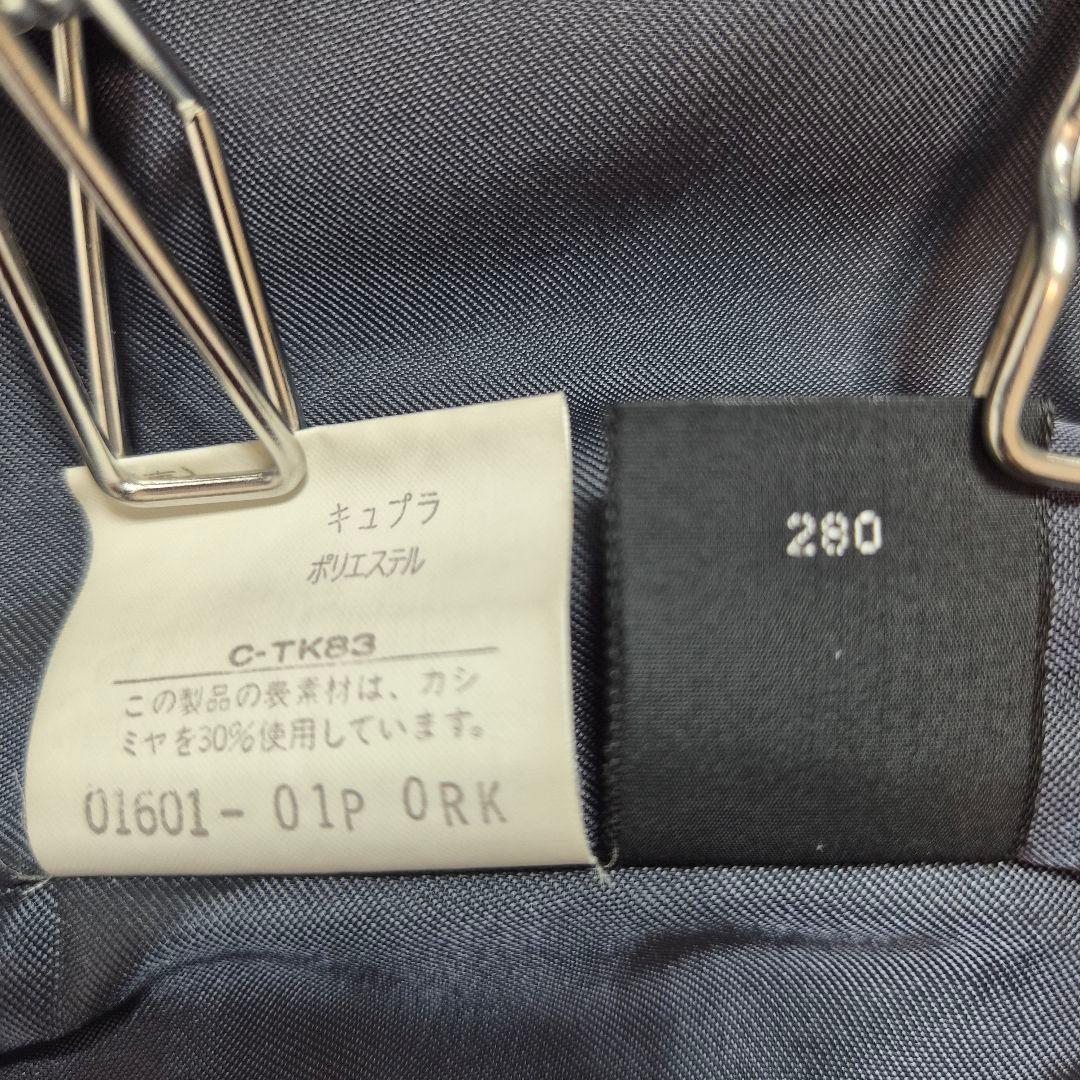 キュプラ
ポリエステル
C-TK83
この製品の表素材は、カシ
ミヤを30%使用しています。
01601-01P 0RK
280